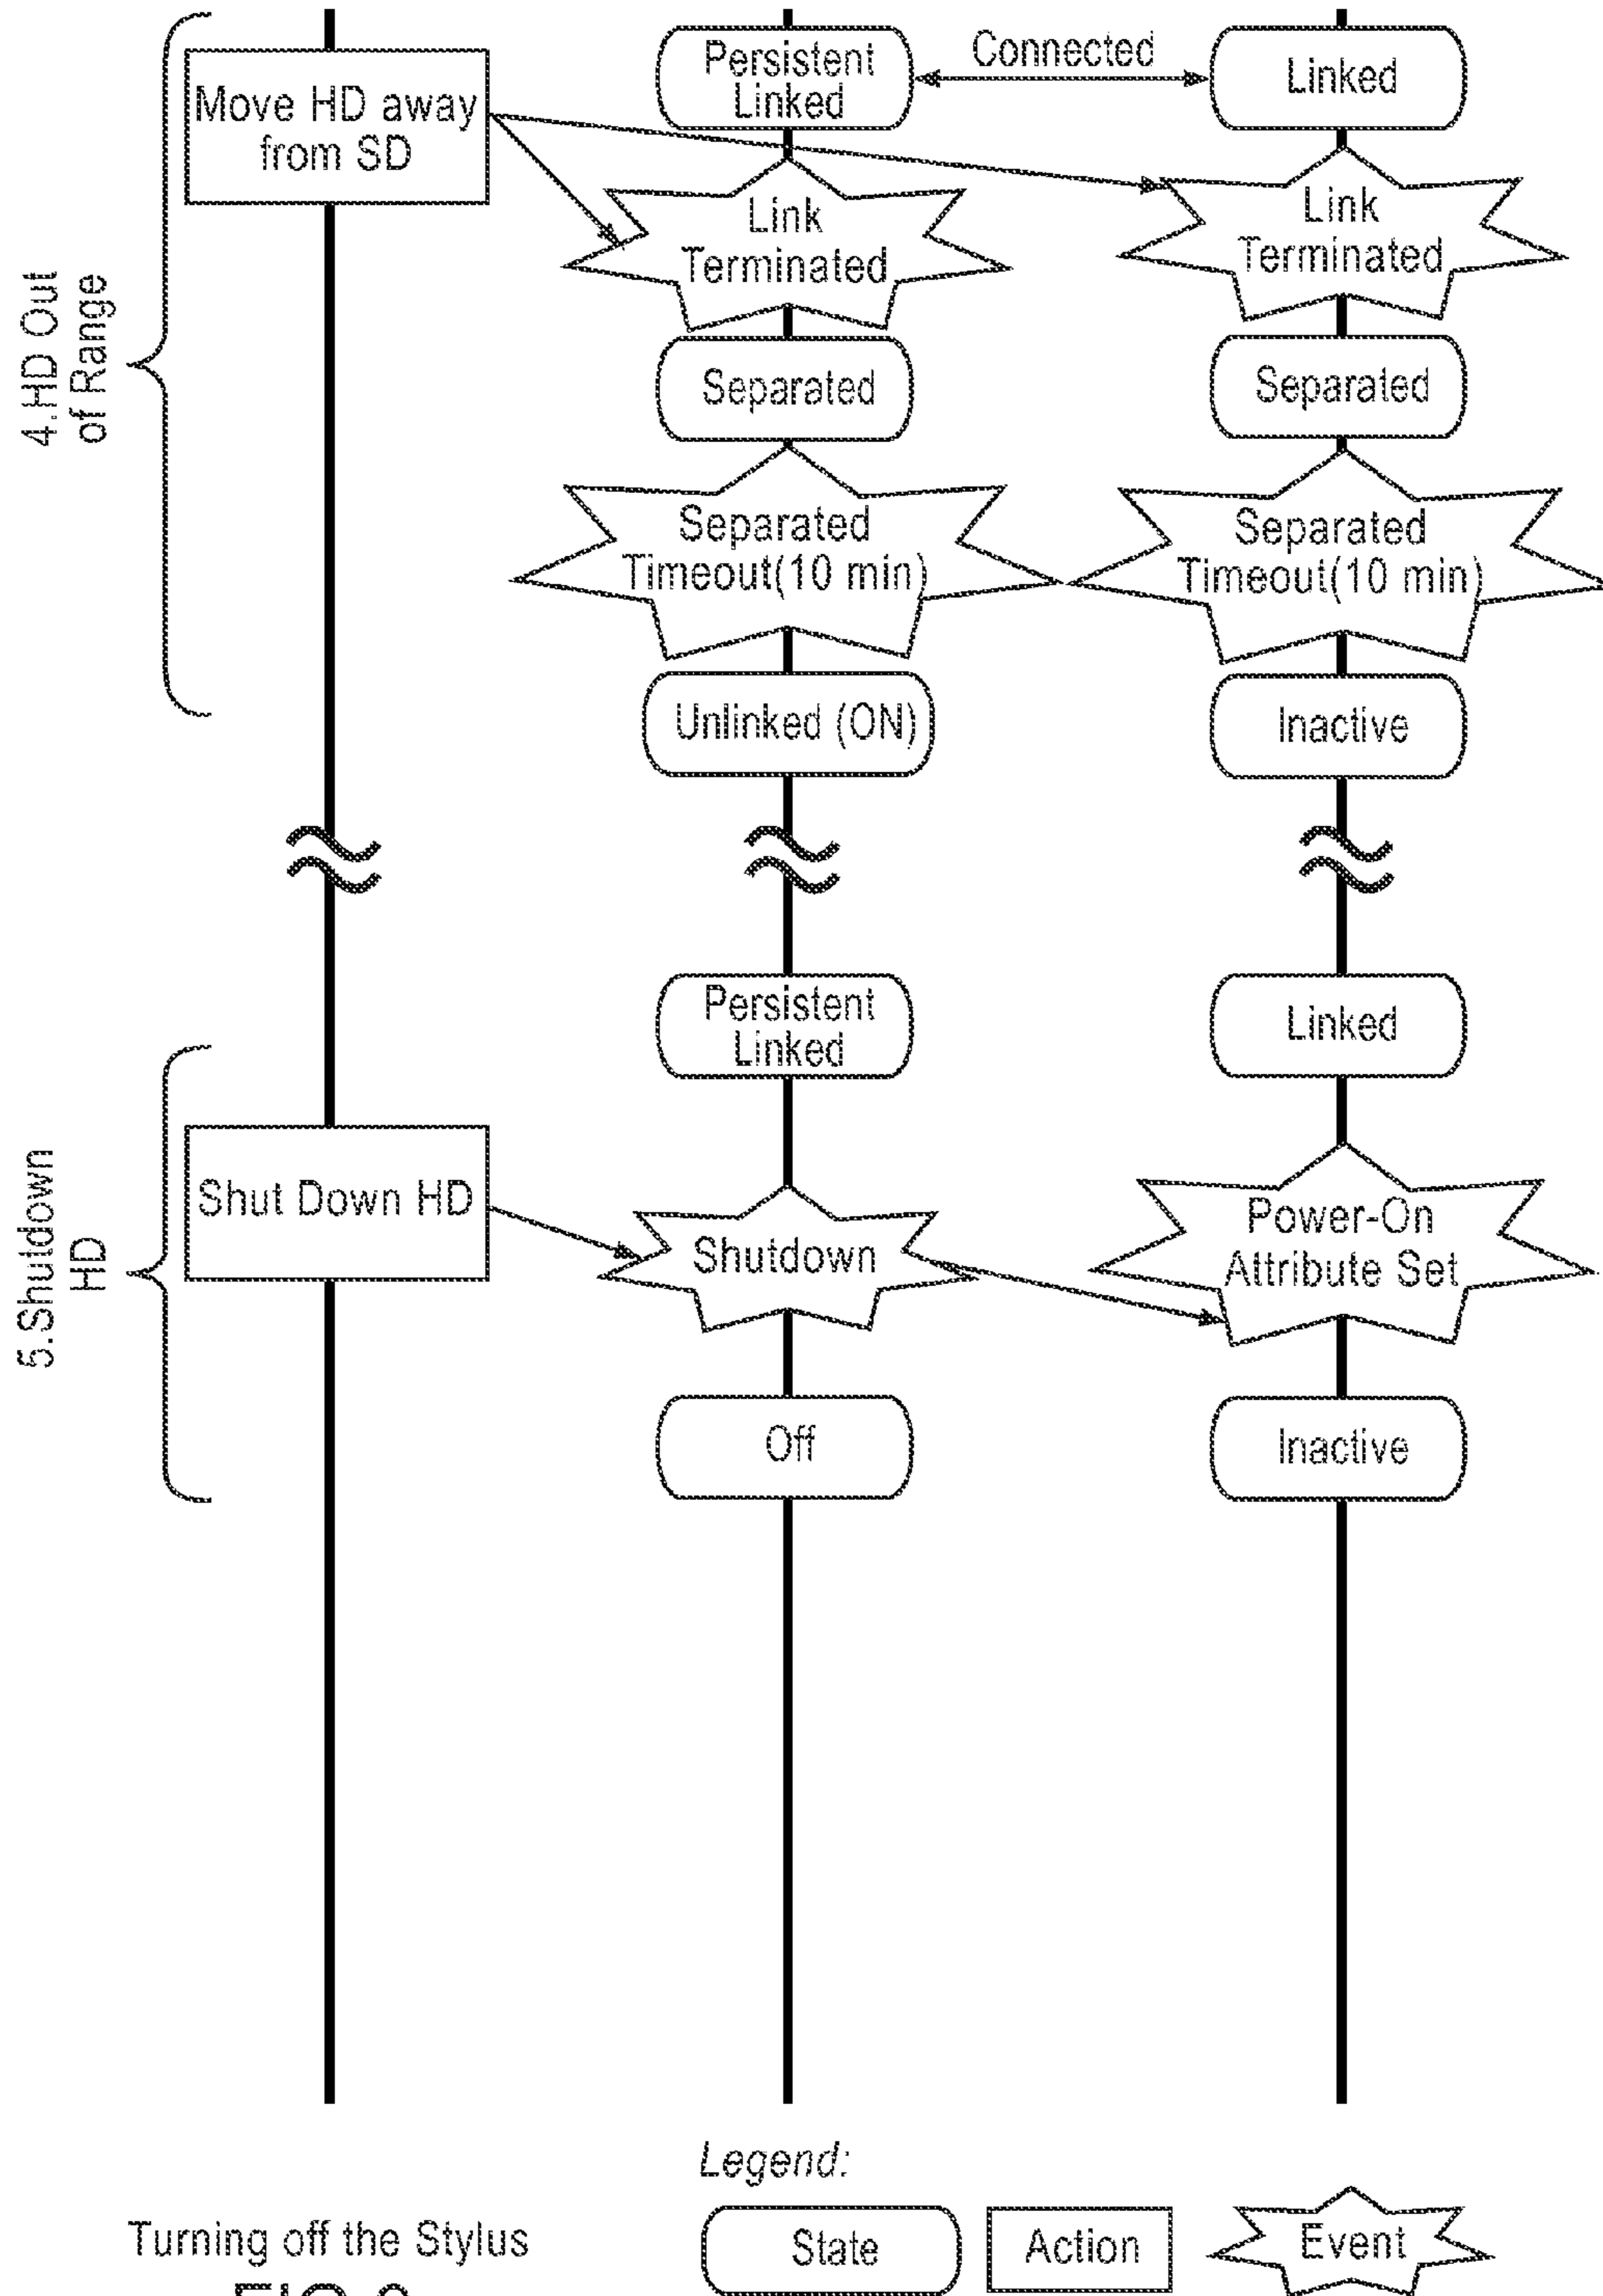 4.HD Out
of Range
Move HD away
from SD
Persistent
Linked
Connected
Linked
Link
Terminated
Link
Terminated
Separated
Separated
Separated
Timeout(10 min)
Separated
Timeout(10 min)
Unlinked (ON)
Inactive
Persistent
Linked
Linked
5.Shutdown
HD
Shut Down HD
Shutdown
Power-On
Attribute Set
Off
Inactive
Legend:
Turning off the Stylus
State
Action
Event